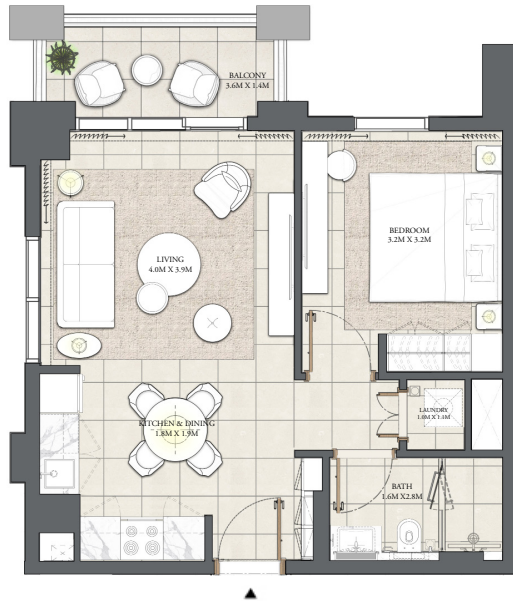 BALCONY
3.6M X 1.4M
BEDROOM
3.2M X 3.2M
LIVING
4.0M X 3.9M
KITCHEN & DINING
1.8M X 1.9M
LAUNDRY
1.0M X 1.1M
BATH
1.6M X2.8M